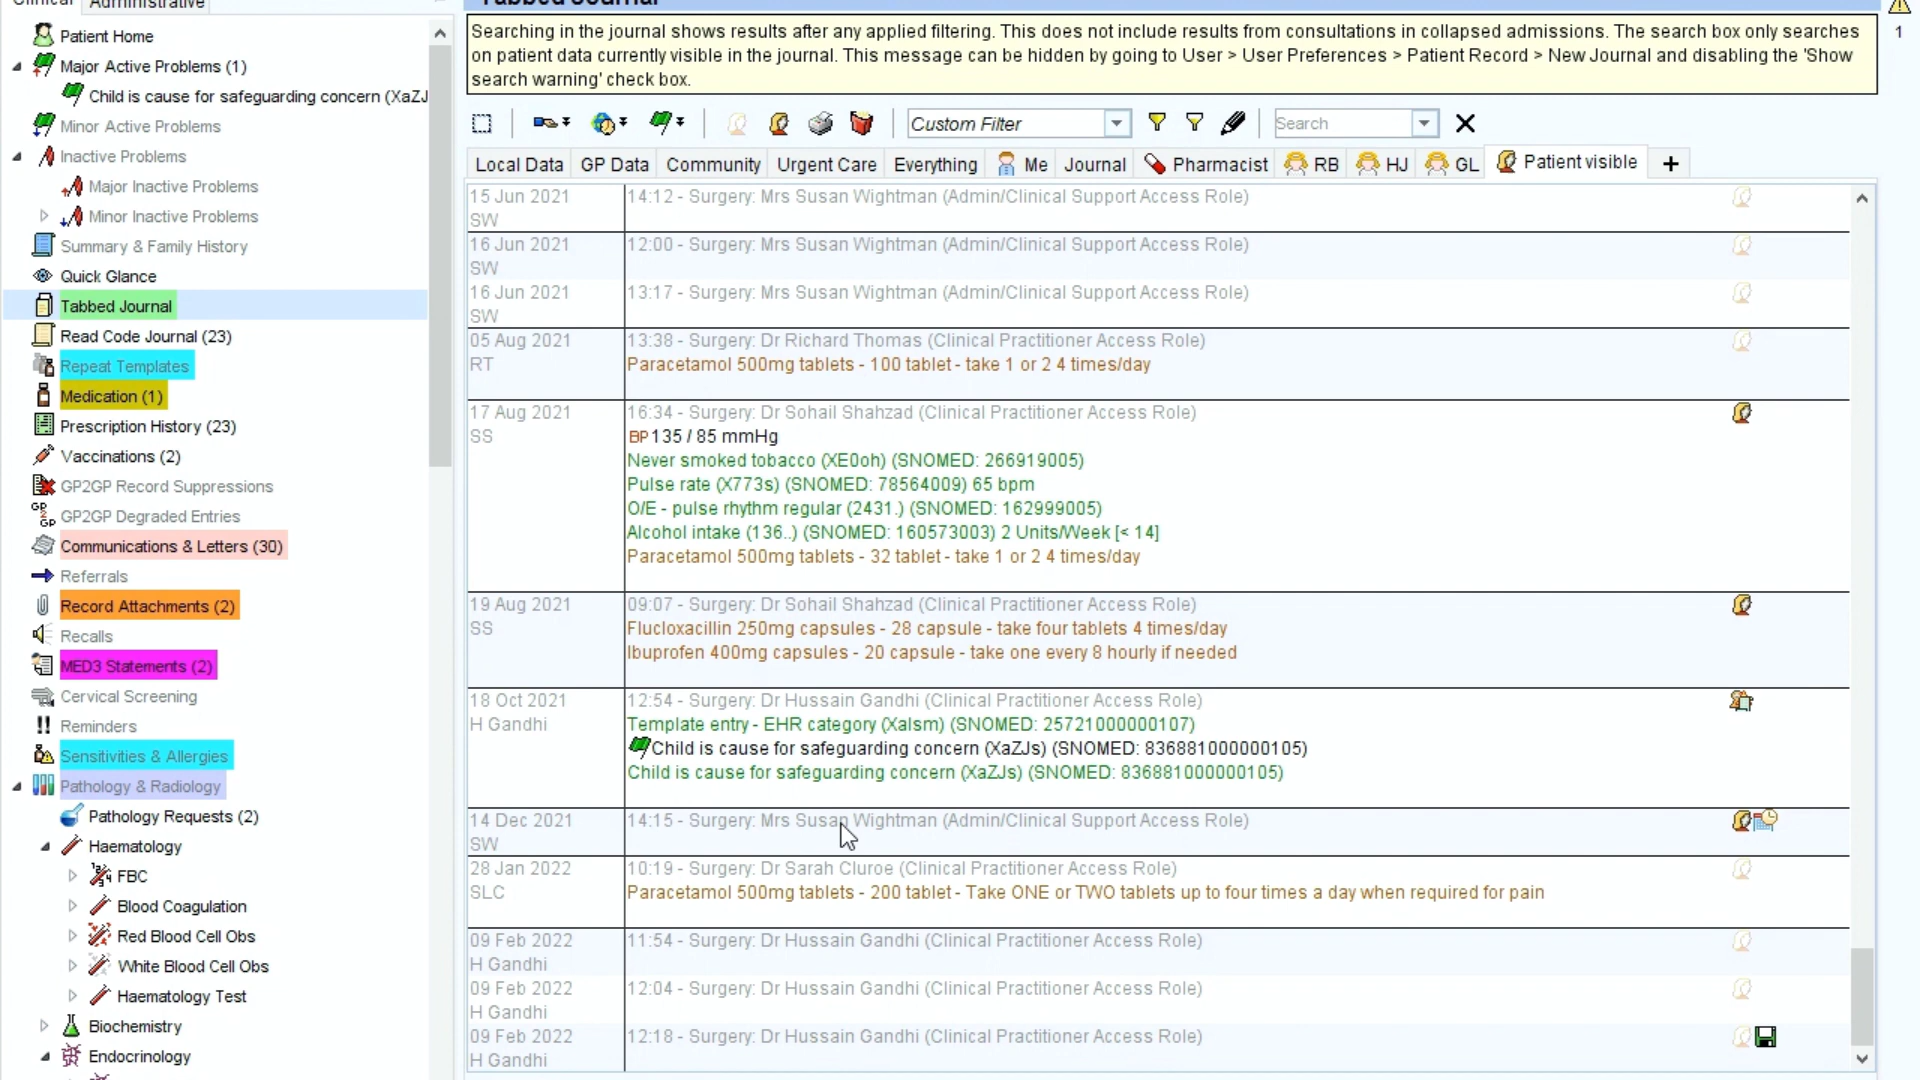 Clinical Administrative
Tabbed Journal
Patient Home
Major Active Problems (1)
Child is cause for safeguarding concern (XaZJ
Minor Active Problems
Inactive Problems
Major Inactive Problems
Minor Inactive Problems
Summary & Family History
Quick Glance
Tabbed Journal
Read Code Journal (23)
Repeat Templates
Medication (1)
Prescription History (23)
Vaccinations (2)
GP2GP Record Suppressions
GP2GP Degraded Entries
Communications & Letters (30)
Referrals
Record Attachments (2)
Recalls
MED3 Statements (2)
Cervical Screening
Reminders
Sensitivities & Allergies
Pathology & Radiology
Pathology Requests (2)
Haematology
FBC
Blood Coagulation
Red Blood Cell Obs
White Blood Cell Obs
Haematology Test
Biochemistry
Endocrinology
Searching in the journal shows results after any applied filtering. This does not include results from consultations in collapsed admissions. The search box only searches
on patient data currently visible in the journal. This message can be hidden by going to User > User Preferences > Patient Record > New Journal and disabling the 'Show
search warning' check box.
1
Custom Filter Search
Local Data GP Data Community Urgent Care Everything Me Journal Pharmacist RB HJ GL Patient visible +
15 Jun 2021 14:12 - Surgery: Mrs Susan Wightman (Admin/Clinical Support Access Role)
SW
16 Jun 2021 12:00 - Surgery: Mrs Susan Wightman (Admin/Clinical Support Access Role)
SW
16 Jun 2021 13:17 - Surgery: Mrs Susan Wightman (Admin/Clinical Support Access Role)
SW
05 Aug 2021 13:38 - Surgery: Dr Richard Thomas (Clinical Practitioner Access Role)
RT Paracetamol 500mg tablets - 100 tablet - take 1 or 2 4 times/day
17 Aug 2021 16:34 - Surgery: Dr Sohail Shahzad (Clinical Practitioner Access Role)
SS BP 135 / 85 mmHg
Never smoked tobacco (XE0oh) (SNOMED: 266919005)
Pulse rate (X773s) (SNOMED: 78564009) 65 bpm
O/E - pulse rhythm regular (2431.) (SNOMED: 162999005)
Alcohol intake (136..) (SNOMED: 160573003) 2 Units/Week [< 14]
Paracetamol 500mg tablets - 32 tablet - take 1 or 2 4 times/day
19 Aug 2021 09:07 - Surgery: Dr Sohail Shahzad (Clinical Practitioner Access Role)
SS Flucloxacillin 250mg capsules - 28 capsule - take four tablets 4 times/day
Ibuprofen 400mg capsules - 20 capsule - take one every 8 hourly if needed
18 Oct 2021 12:54 - Surgery: Dr Hussain Gandhi (Clinical Practitioner Access Role)
H Gandhi Template entry - EHR category (XaIsm) (SNOMED: 25721000000107)
Child is cause for safeguarding concern (XaZJs) (SNOMED: 836881000000105)
Child is cause for safeguarding concern (XaZJs) (SNOMED: 836881000000105)
14 Dec 2021 14:15 - Surgery: Mrs Susan Wightman (Admin/Clinical Support Access Role)
SW
28 Jan 2022 10:19 - Surgery: Dr Sarah Cluroe (Clinical Practitioner Access Role)
SLC Paracetamol 500mg tablets - 200 tablet - Take ONE or TWO tablets up to four times a day when required for pain
09 Feb 2022 11:54 - Surgery: Dr Hussain Gandhi (Clinical Practitioner Access Role)
H Gandhi
09 Feb 2022 12:04 - Surgery: Dr Hussain Gandhi (Clinical Practitioner Access Role)
H Gandhi
09 Feb 2022 12:18 - Surgery: Dr Hussain Gandhi (Clinical Practitioner Access Role)
H Gandhi